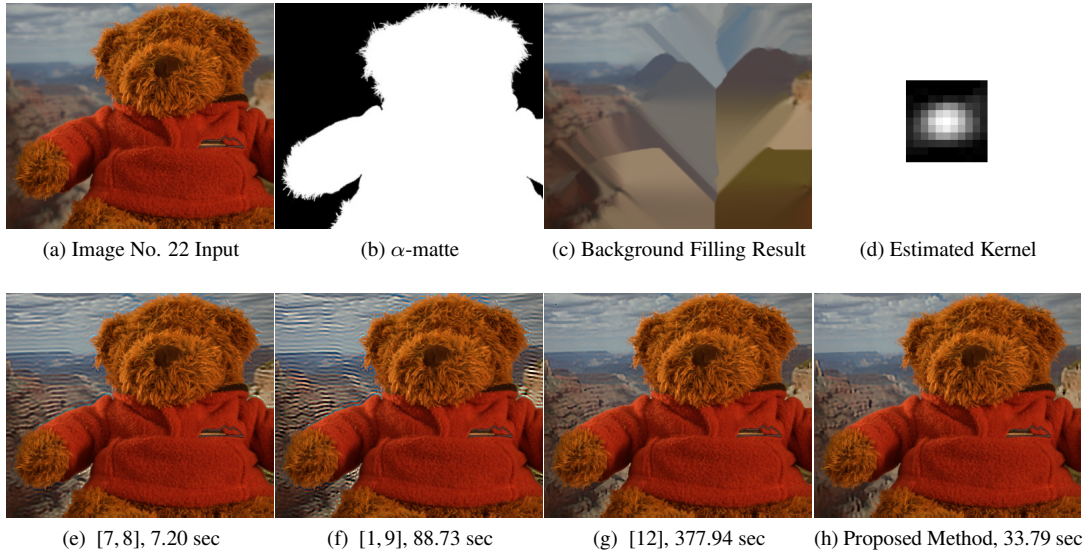 (a) Image No. 22 Input
(b) α-matte
(c) Background Filling Result
(d) Estimated Kernel
(e) [7, 8], 7.20 sec
(f) [1, 9], 88.73 sec
(g) [12], 377.94 sec
(h) Proposed Method, 33.79 sec